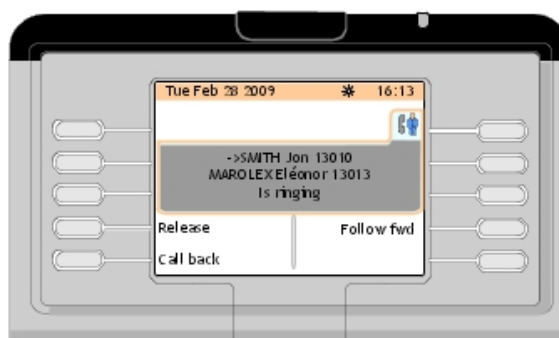 Tue Feb 28 2009 16:13
->SMITH Jon 13010
MAROLEX Eléonor 13013
Is ringing
Release Follow fwd
Call back